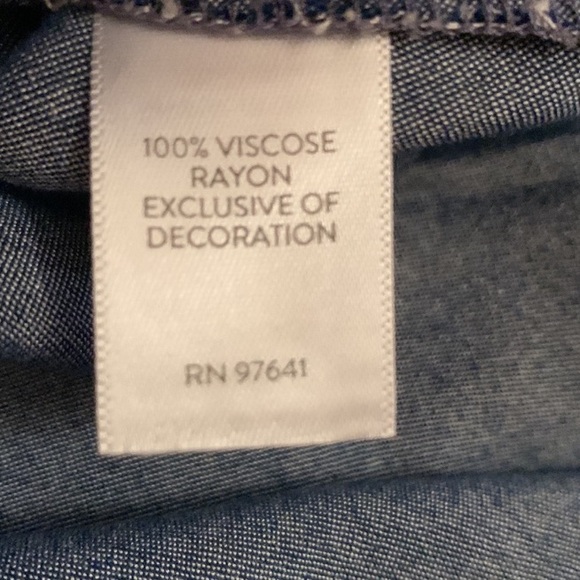 100% VISCOSE
RAYON
EXCLUSIVE OF
DECORATION
RN 97641